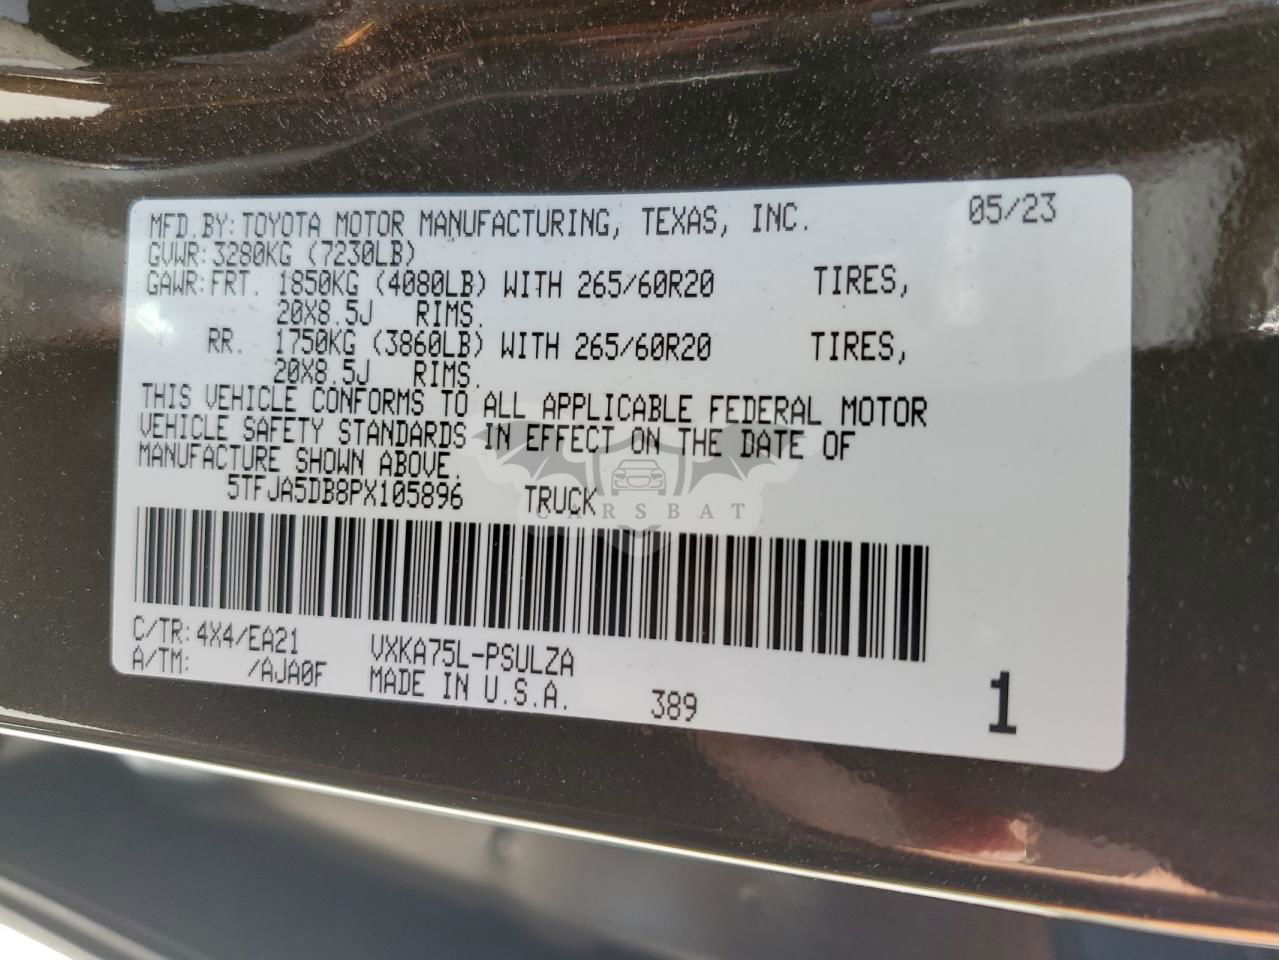 MFD.BY: TOYOTA MOTOR MANUFACTURING, TEXAS, INC. 05/23
GVWR: 3280KG (7230LB)
GAWR: FRT. 1850KG (4080LB) WITH 265/60R20 TIRES,
20X8.5J RIMS.
RR. 1750KG (3860LB) WITH 265/60R20 TIRES,
20X8.5J RIMS.
THIS VEHICLE CONFORMS TO ALL APPLICABLE FEDERAL MOTOR
VEHICLE SAFETY STANDARDS IN EFFECT ON THE DATE OF
MANUFACTURE SHOWN ABOVE.
5TFJA5DB8PX105896 TRUCK
CARSBAT
C/TR: 4X4/EA21 VXKA75L-PSULZA
A/TM: /AJA0F MADE IN U.S.A. 389 1